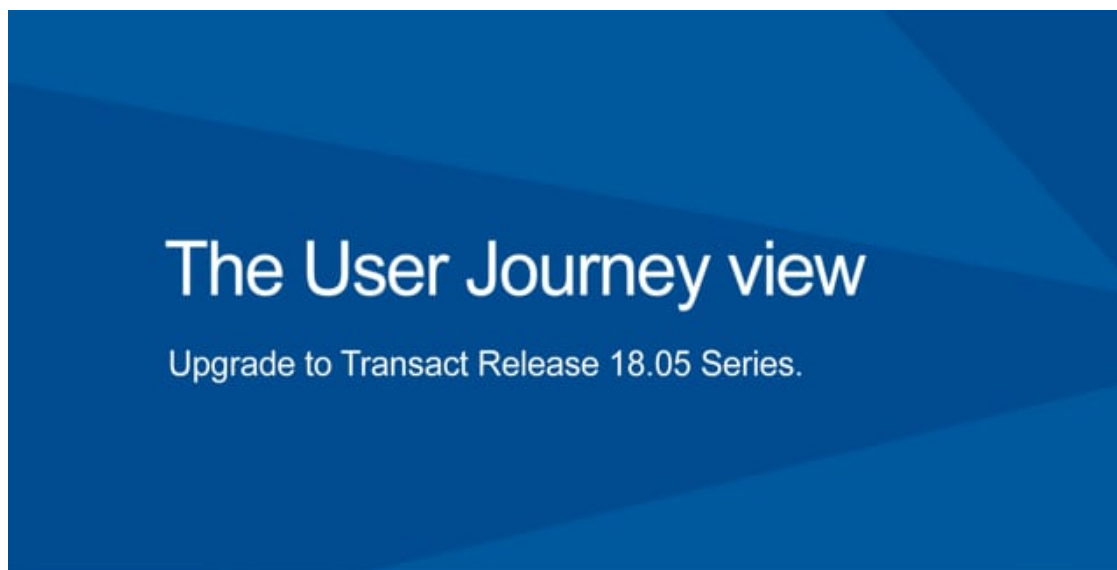 The User Journey view
Upgrade to Transact Release 18.05 Series.